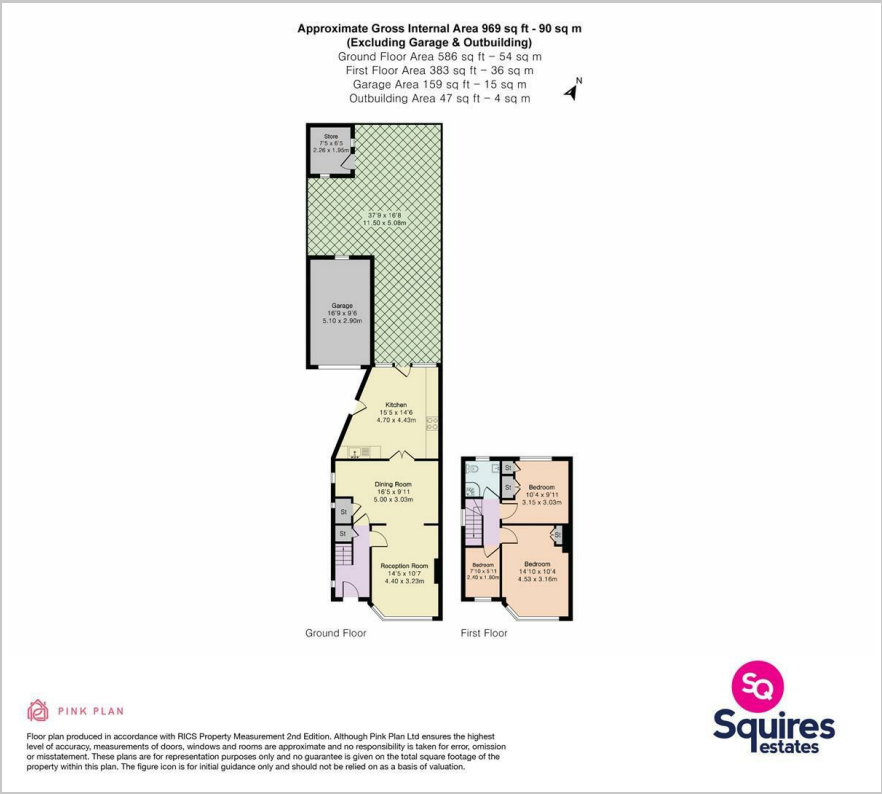 Approximate Gross Internal Area 969 sq ft - 90 sq m
(Excluding Garage & Outbuilding)
Ground Floor Area 586 sq ft – 54 sq m
First Floor Area 383 sq ft – 36 sq m
Garage Area 159 sq ft – 15 sq m
Outbuilding Area 47 sq ft – 4 sq m
N
Store
7'5 x 6'5
2.26 x 1.95m
37'9 x 16'8
11.50 x 5.08m
Garage
16'9 x 9'6
5.10 x 2.90m
Kitchen
15'5 x 14'6
4.70 x 4.43m
Dining Room
16'5 x 9'11
5.00 x 3.03m
St
St
Reception Room
14'5 x 10'7
4.40 x 3.23m
Ground Floor
St
St
Bedroom
10'4 x 9'11
3.15 x 3.03m
St
Bedroom
7'10 x 5'11
2.40 x 1.80m
Bedroom
14'10 x 10'4
4.53 x 3.16m
First Floor
PINK PLAN
Floor plan produced in accordance with RICS Property Measurement 2nd Edition. Although Pink Plan Ltd ensures the highest
level of accuracy, measurements of doors, windows and rooms are approximate and no responsibility is taken for error, omission
or misstatement. These plans are for representation purposes only and no guarantee is given on the total square footage of the
property within this plan. The figure icon is for initial guidance only and should not be relied on as a basis of valuation.
SQ
Squires
estates